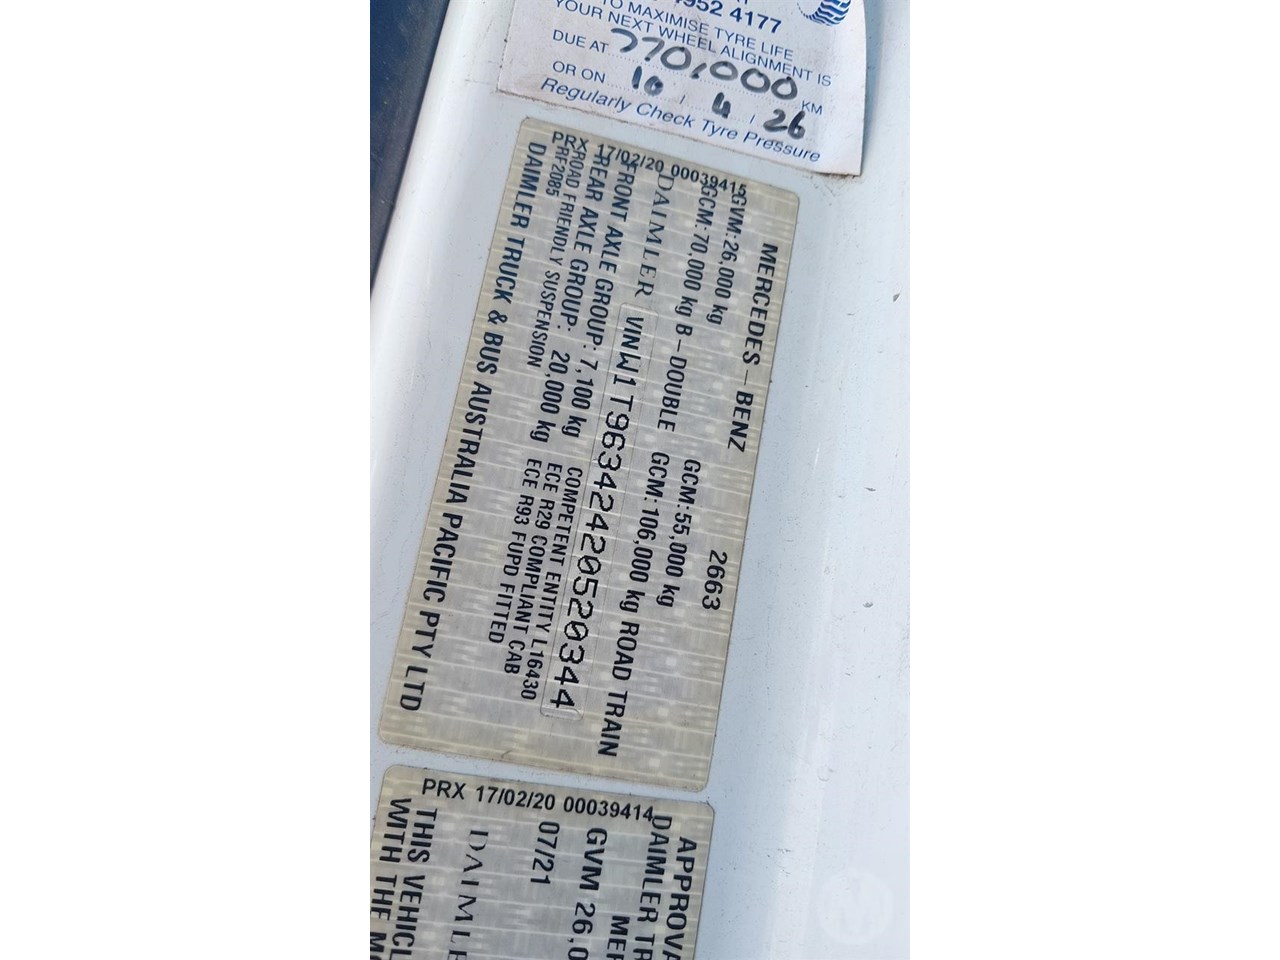 952 4177
TO MAXIMISE TYRE LIFE
YOUR NEXT WHEEL ALIGNMENT IS
DUE AT 770,000 KM
OR ON 10 / 4 / 26
Regularly Check Tyre Pressure
PRX 17/02/20 00039415
MERCEDES-BENZ 2663
GVM:26,000 kg GCM:55,000 kg
GCM:70,000 kg B-DOUBLE GCM:106,000 kg ROAD TRAIN
DAIMLER VINW1T96342420520344
FRONT AXLE GROUP: 7,100 kg COMPETENT ENTITY L16430
REAR AXLE GROUP: 20,000 kg ECE R29 COMPLIANT CAB
ROAD FRIENDLY SUSPENSION ECE R93 FUPD FITTED
RF2085
DAIMLER TRUCK & BUS AUSTRALIA PACIFIC PTY LTD
PRX 17/02/20 00039414
APPROVA
DAIMLER TR
MER
GVM 26,0
07/21
DAIMLE
THIS VEHICL
WITH THE M